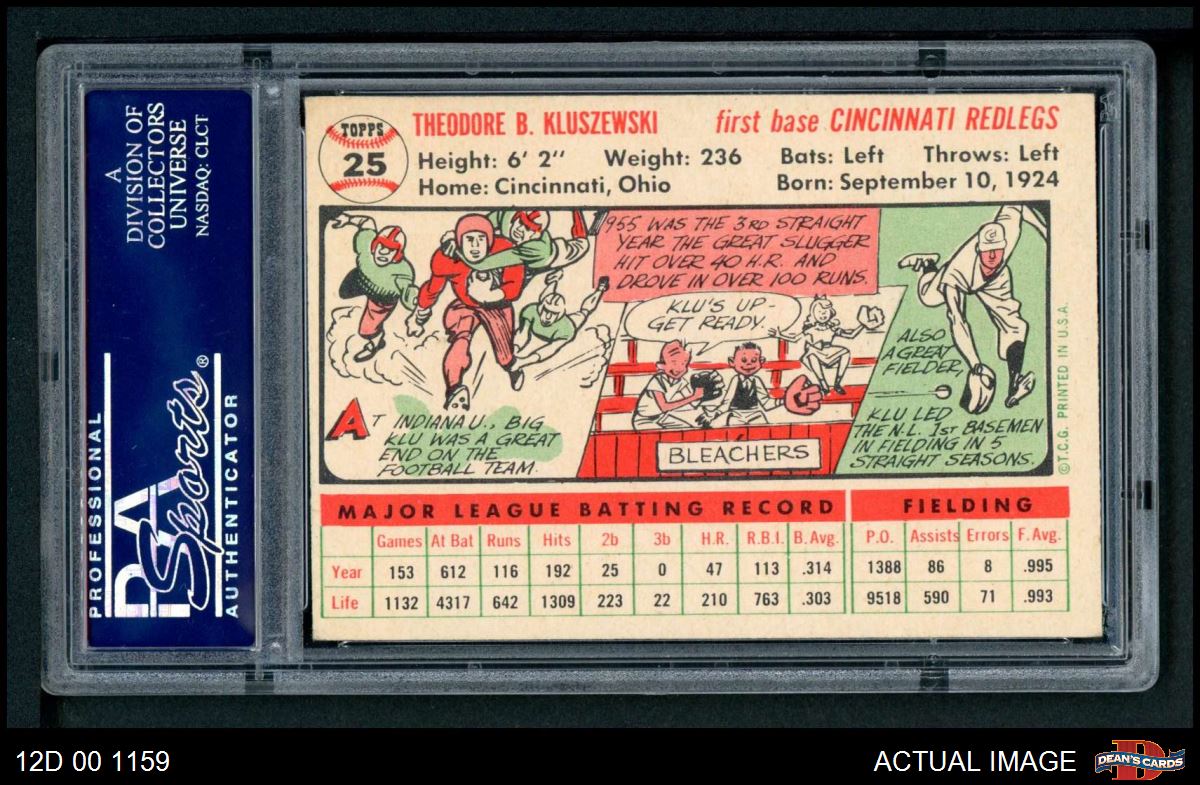 A
DIVISION OF
COLLECTORS
UNIVERSE
NASDAQ: CLCT
PROFESSIONAL
PSA
Sports®
AUTHENTICATOR
TOPPS
25
THEODORE B. KLUSZEWSKI first base CINCINNATI REDLEGS
Height: 6' 2" Weight: 236 Bats: Left Throws: Left
Home: Cincinnati, Ohio Born: September 10, 1924
AT INDIANA U., BIG
KLU WAS A GREAT
END ON THE
FOOTBALL TEAM.
1955 WAS THE 3RD STRAIGHT
YEAR THE GREAT SLUGGER
HIT OVER 40 H.R. AND
DROVE IN OVER 100 RUNS.
KLU'S UP-
GET READY.
BLEACHERS
ALSO
A GREAT
FIELDER,
KLU LED
THE N.L. 1ST BASEMEN
IN FIELDING IN 5
STRAIGHT SEASONS.
©T.C.G. PRINTED IN U.S.A.
MAJOR LEAGUE BATTING RECORD FIELDING
Games At Bat Runs Hits 2b 3b H.R. R.B.I. B.Avg. P.O. Assists Errors F. Avg.
Year 153 612 116 192 25 0 47 113 .314 1388 86 8 .995
Life 1132 4317 642 1309 223 22 210 763 .303 9518 590 71 .993
12D 00 1159
ACTUAL IMAGE
D
DEAN'S CARDS